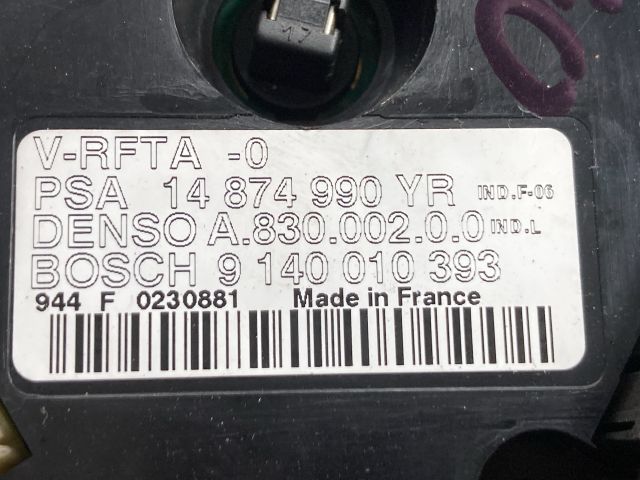 17
V-RFTA -0
PSA 14 874 990 YR IND.F-06
DENSO A.830.002.0.0 IND.L
BOSCH 9 140 010 393
944 F 0230881 Made in France